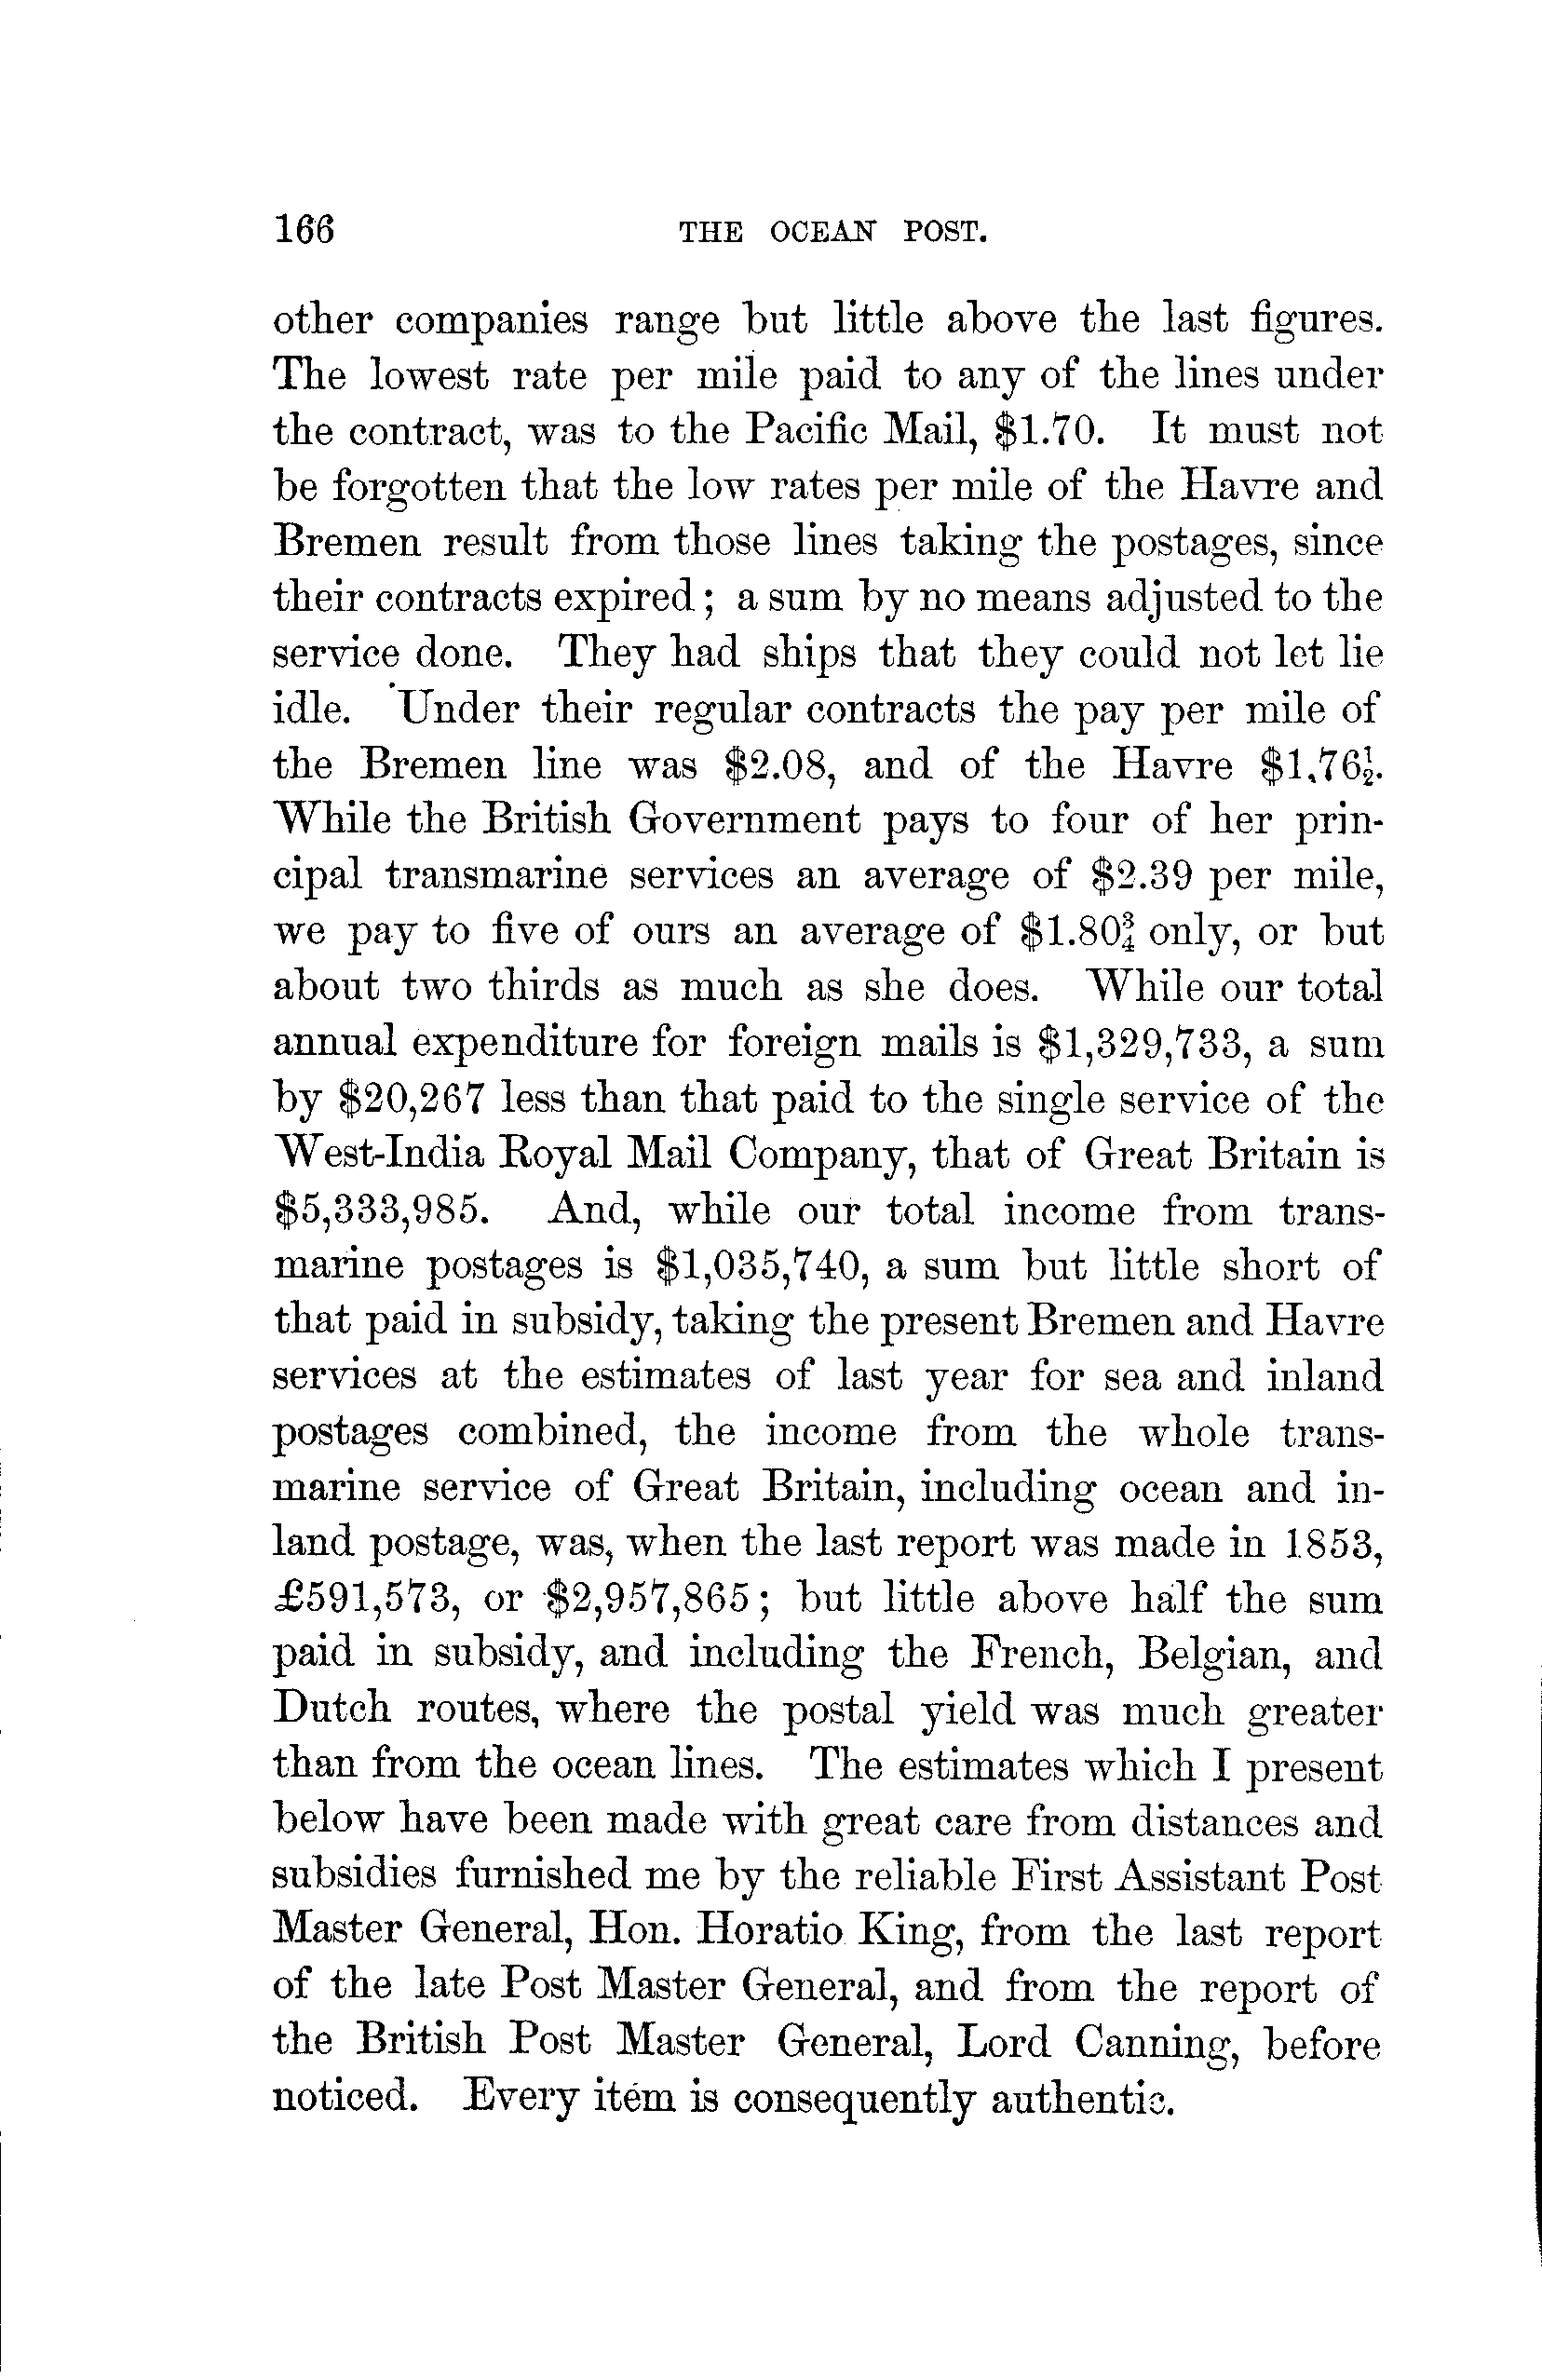 166 THE OCEAN POST.
other companies range but little above the last figures.
The lowest rate per mile paid to any of the lines under
the contract, was to the Pacific Mail, $1.70. It must not
be forgotten that the low rates per mile of the Havre and
Bremen result from those lines taking the postages, since
their contracts expired; a sum by no means adjusted to the
service done. They had ships that they could not let lie
idle. Under their regular contracts the pay per mile of
the Bremen line was $2.08, and of the Havre $1.76½.
While the British Government pays to four of her prin-
cipal transmarine services an average of $2.39 per mile,
we pay to five of ours an average of $1.80¾ only, or but
about two thirds as much as she does. While our total
annual expenditure for foreign mails is $1,329,733, a sum
by $20,267 less than that paid to the single service of the
West-India Royal Mail Company, that of Great Britain is
$5,333,985. And, while our total income from trans-
marine postages is $1,035,740, a sum but little short of
that paid in subsidy, taking the present Bremen and Havre
services at the estimates of last year for sea and inland
postages combined, the income from the whole trans-
marine service of Great Britain, including ocean and in-
land postage, was, when the last report was made in 1853,
£591,573, or $2,957,865; but little above half the sum
paid in subsidy, and including the French, Belgian, and
Dutch routes, where the postal yield was much greater
than from the ocean lines. The estimates which I present
below have been made with great care from distances and
subsidies furnished me by the reliable First Assistant Post
Master General, Hon. Horatio King, from the last report
of the late Post Master General, and from the report of
the British Post Master General, Lord Canning, before
noticed. Every item is consequently authentic.